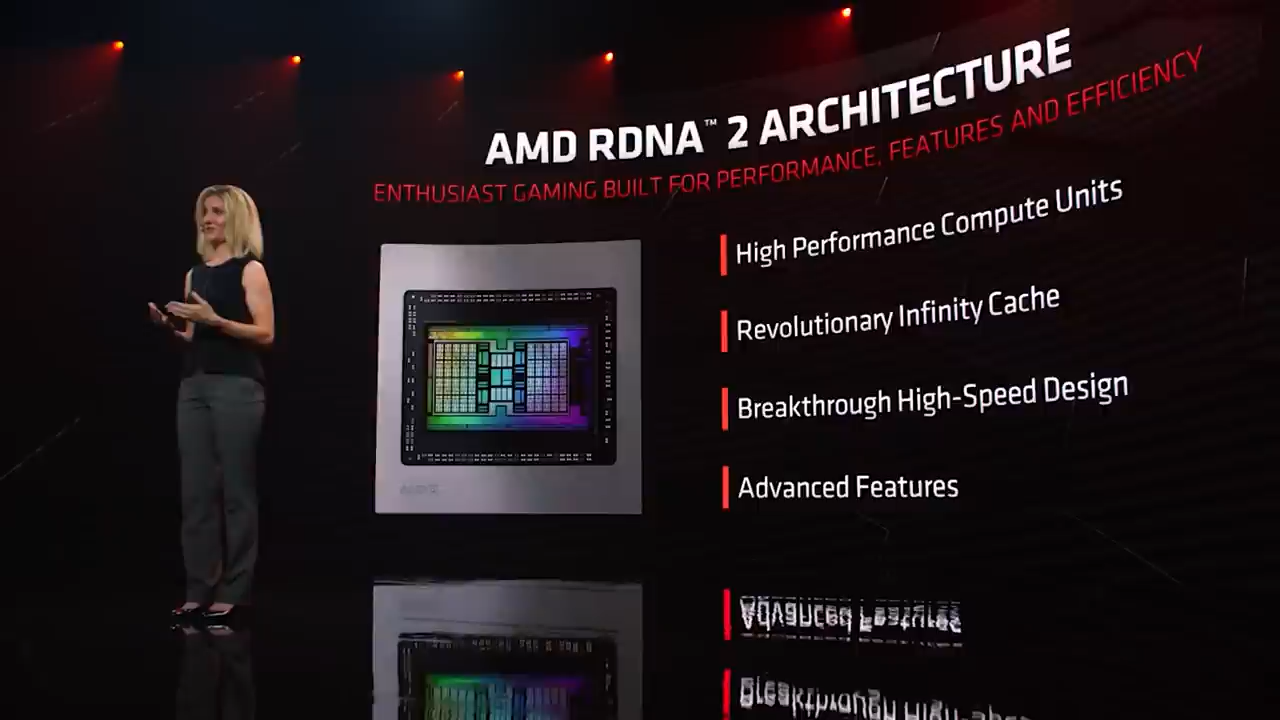 AMD RDNA™ 2 ARCHITECTURE
ENTHUSIAST GAMING BUILT FOR PERFORMANCE, FEATURES AND EFFICIENCY
High Performance Compute Units
Revolutionary Infinity Cache
Breakthrough High-Speed Design
Advanced Features